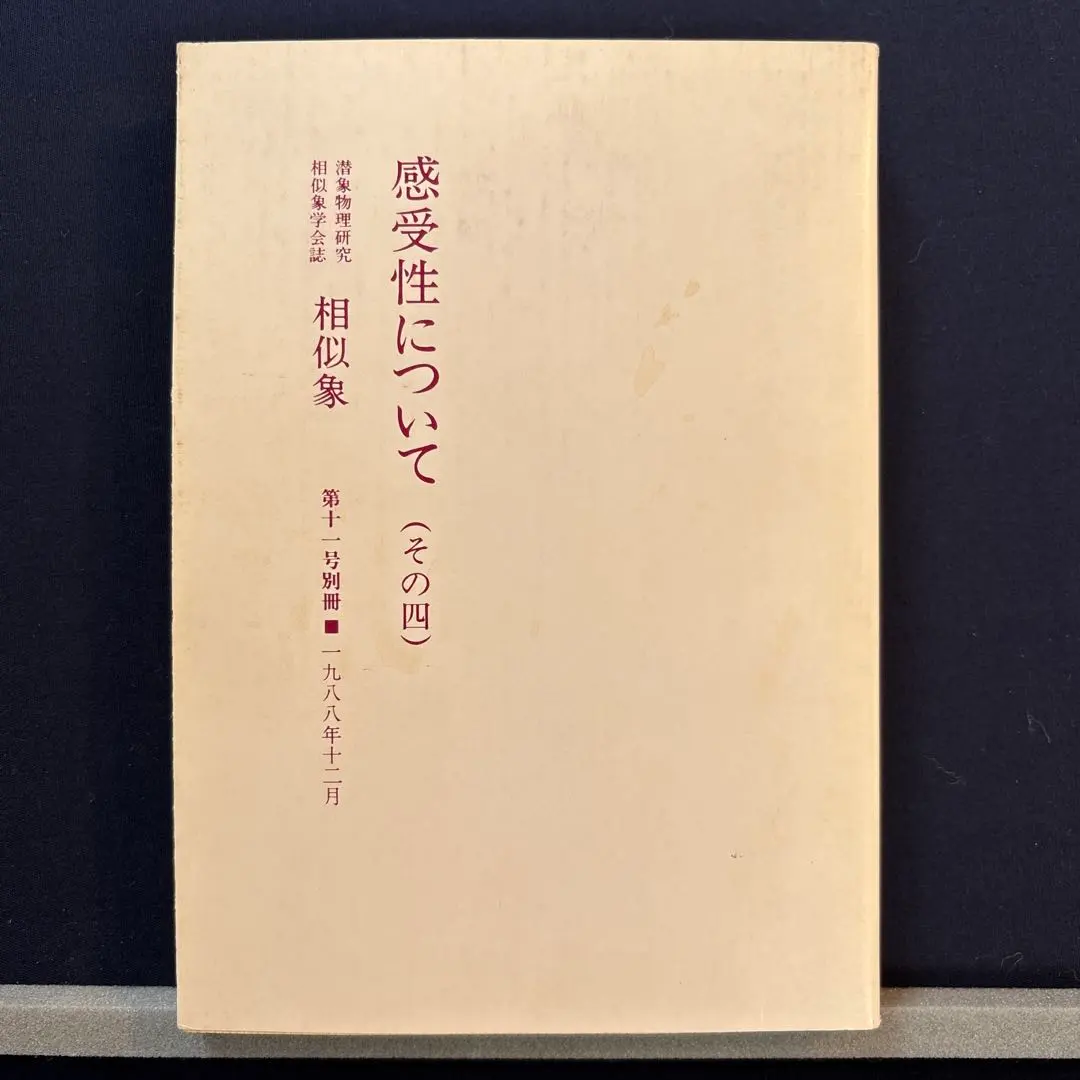 感受性について（その四）
潜象物理研究
相似象学会誌
相似象 第十一号別冊■一九八八年十二月